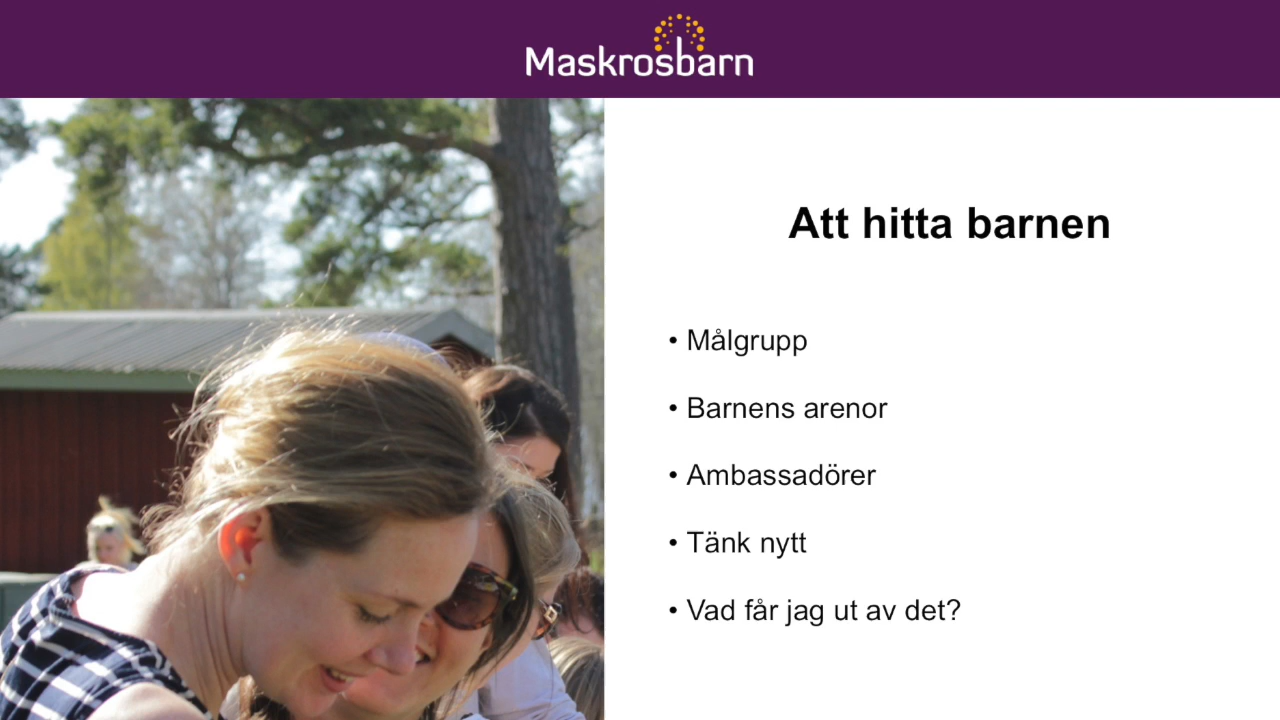 Maskrosbarn
Att hitta barnen
• Målgrupp
• Barnens arenor
• Ambassadörer
• Tänk nytt
• Vad får jag ut av det?